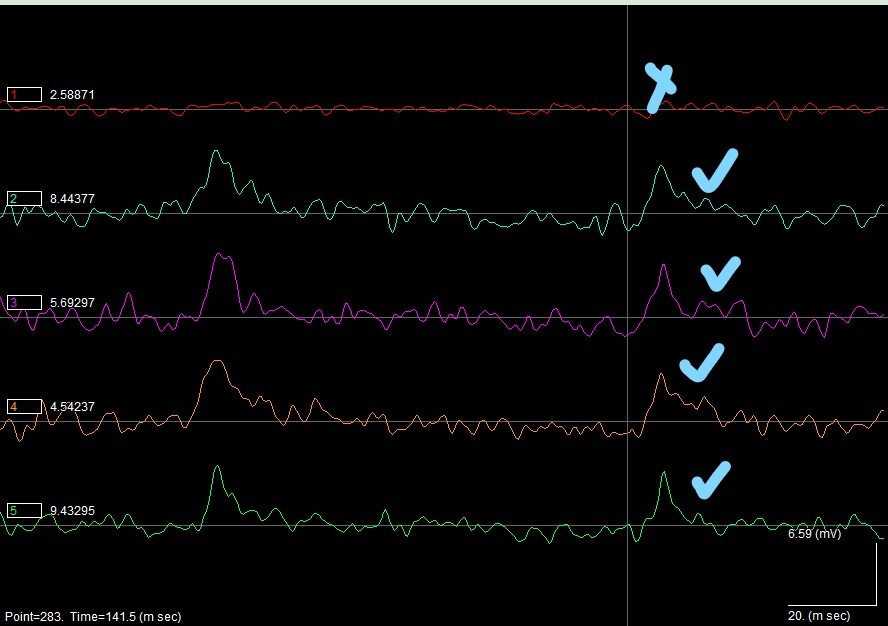 1 2.58871
2 8.44377
3 5.69297
4 4.54237
5 9.43295
6.59 (mV)
20. (m sec)
Point=283. Time=141.5 (m sec)